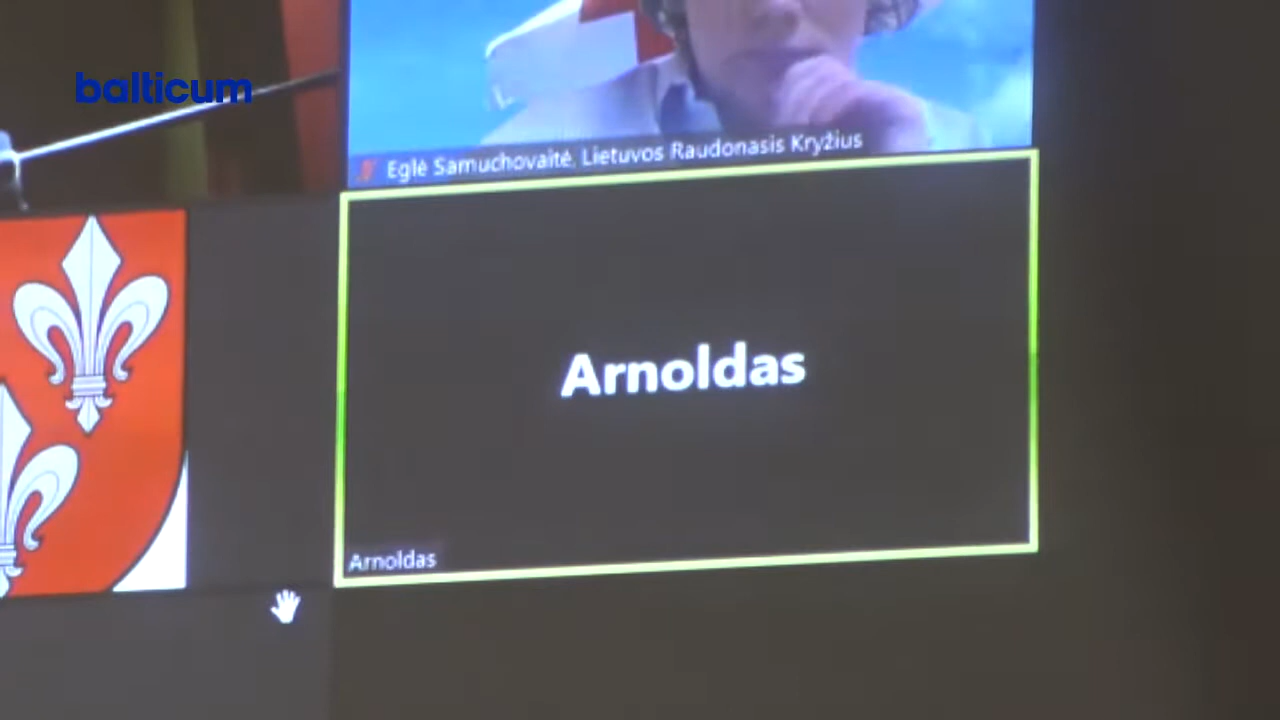 balticum
Eglė Samuchovaitė, Lietuvos Raudonasis Kryžius
Arnoldas
Arnoldas